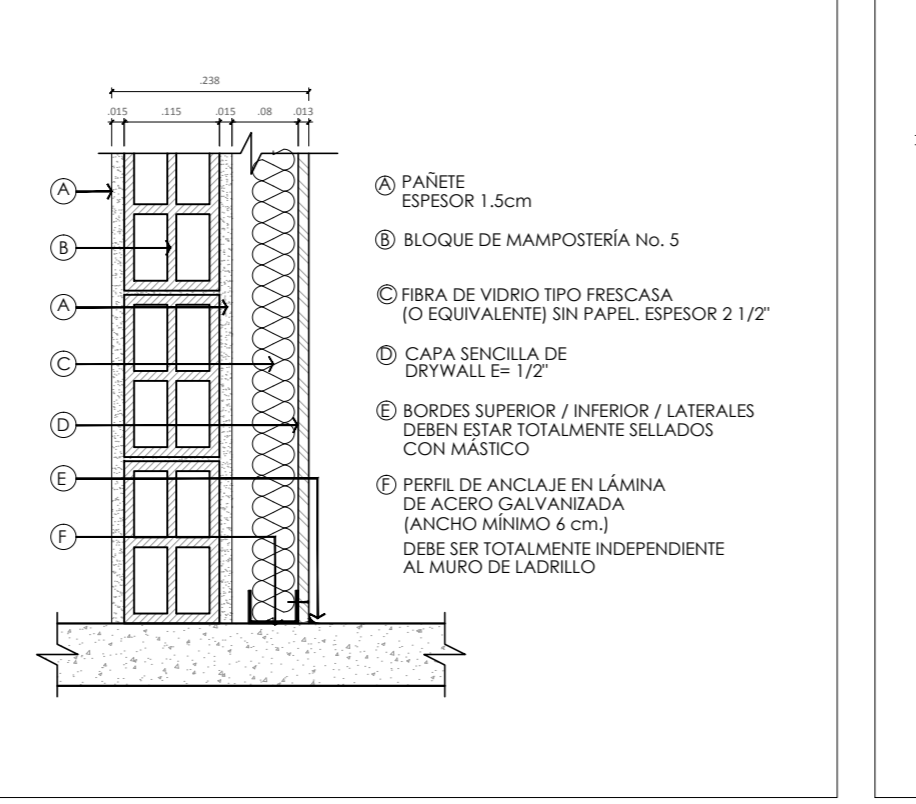 .238
.015 .115 .015 .08 .013
A
B
A
C
D
E
F
A PAÑETE
ESPESOR 1.5cm
B BLOQUE DE MAMPOSTERÍA No. 5
C FIBRA DE VIDRIO TIPO FRESCASA
(O EQUIVALENTE) SIN PAPEL. ESPESOR 2 1/2"
D CAPA SENCILLA DE
DRYWALL E= 1/2"
E BORDES SUPERIOR / INFERIOR / LATERALES
DEBEN ESTAR TOTALMENTE SELLADOS
CON MÁSTICO
F PERFIL DE ANCLAJE EN LÁMINA
DE ACERO GALVANIZADA
(ANCHO MÍNIMO 6 cm.)
DEBE SER TOTALMENTE INDEPENDIENTE
AL MURO DE LADRILLO